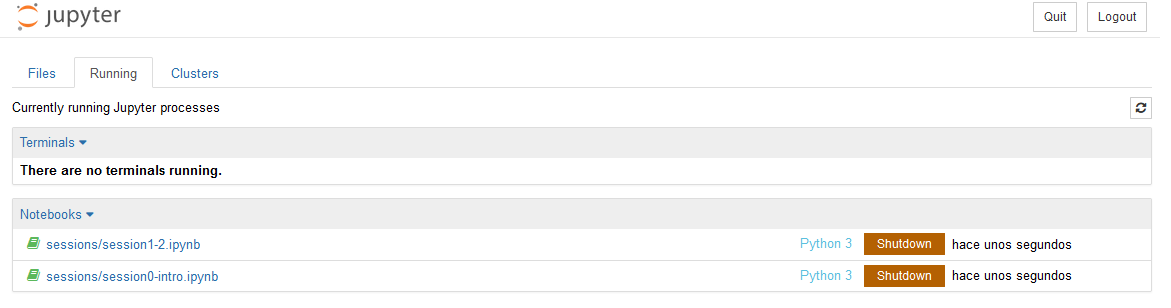 jupyter Quit Logout
Files Running Clusters
Currently running Jupyter processes
Terminals
There are no terminals running.
Notebooks
sessions/session1-2.ipynb Python 3 Shutdown hace unos segundos
sessions/session0-intro.ipynb Python 3 Shutdown hace unos segundos